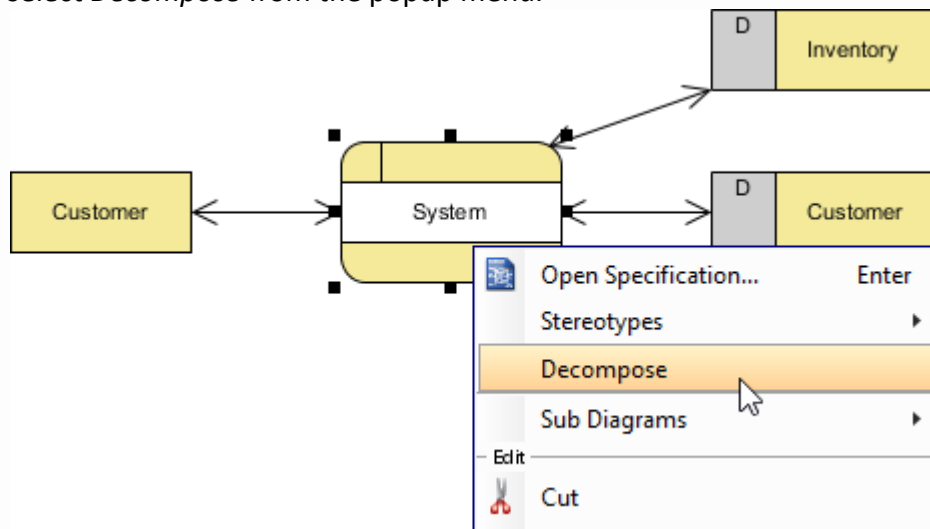 select Decompose from the popup menu.
D
Inventory
Customer
System
D
Customer
Open Specification... Enter
Stereotypes
Decompose
Sub Diagrams
Edit
Cut